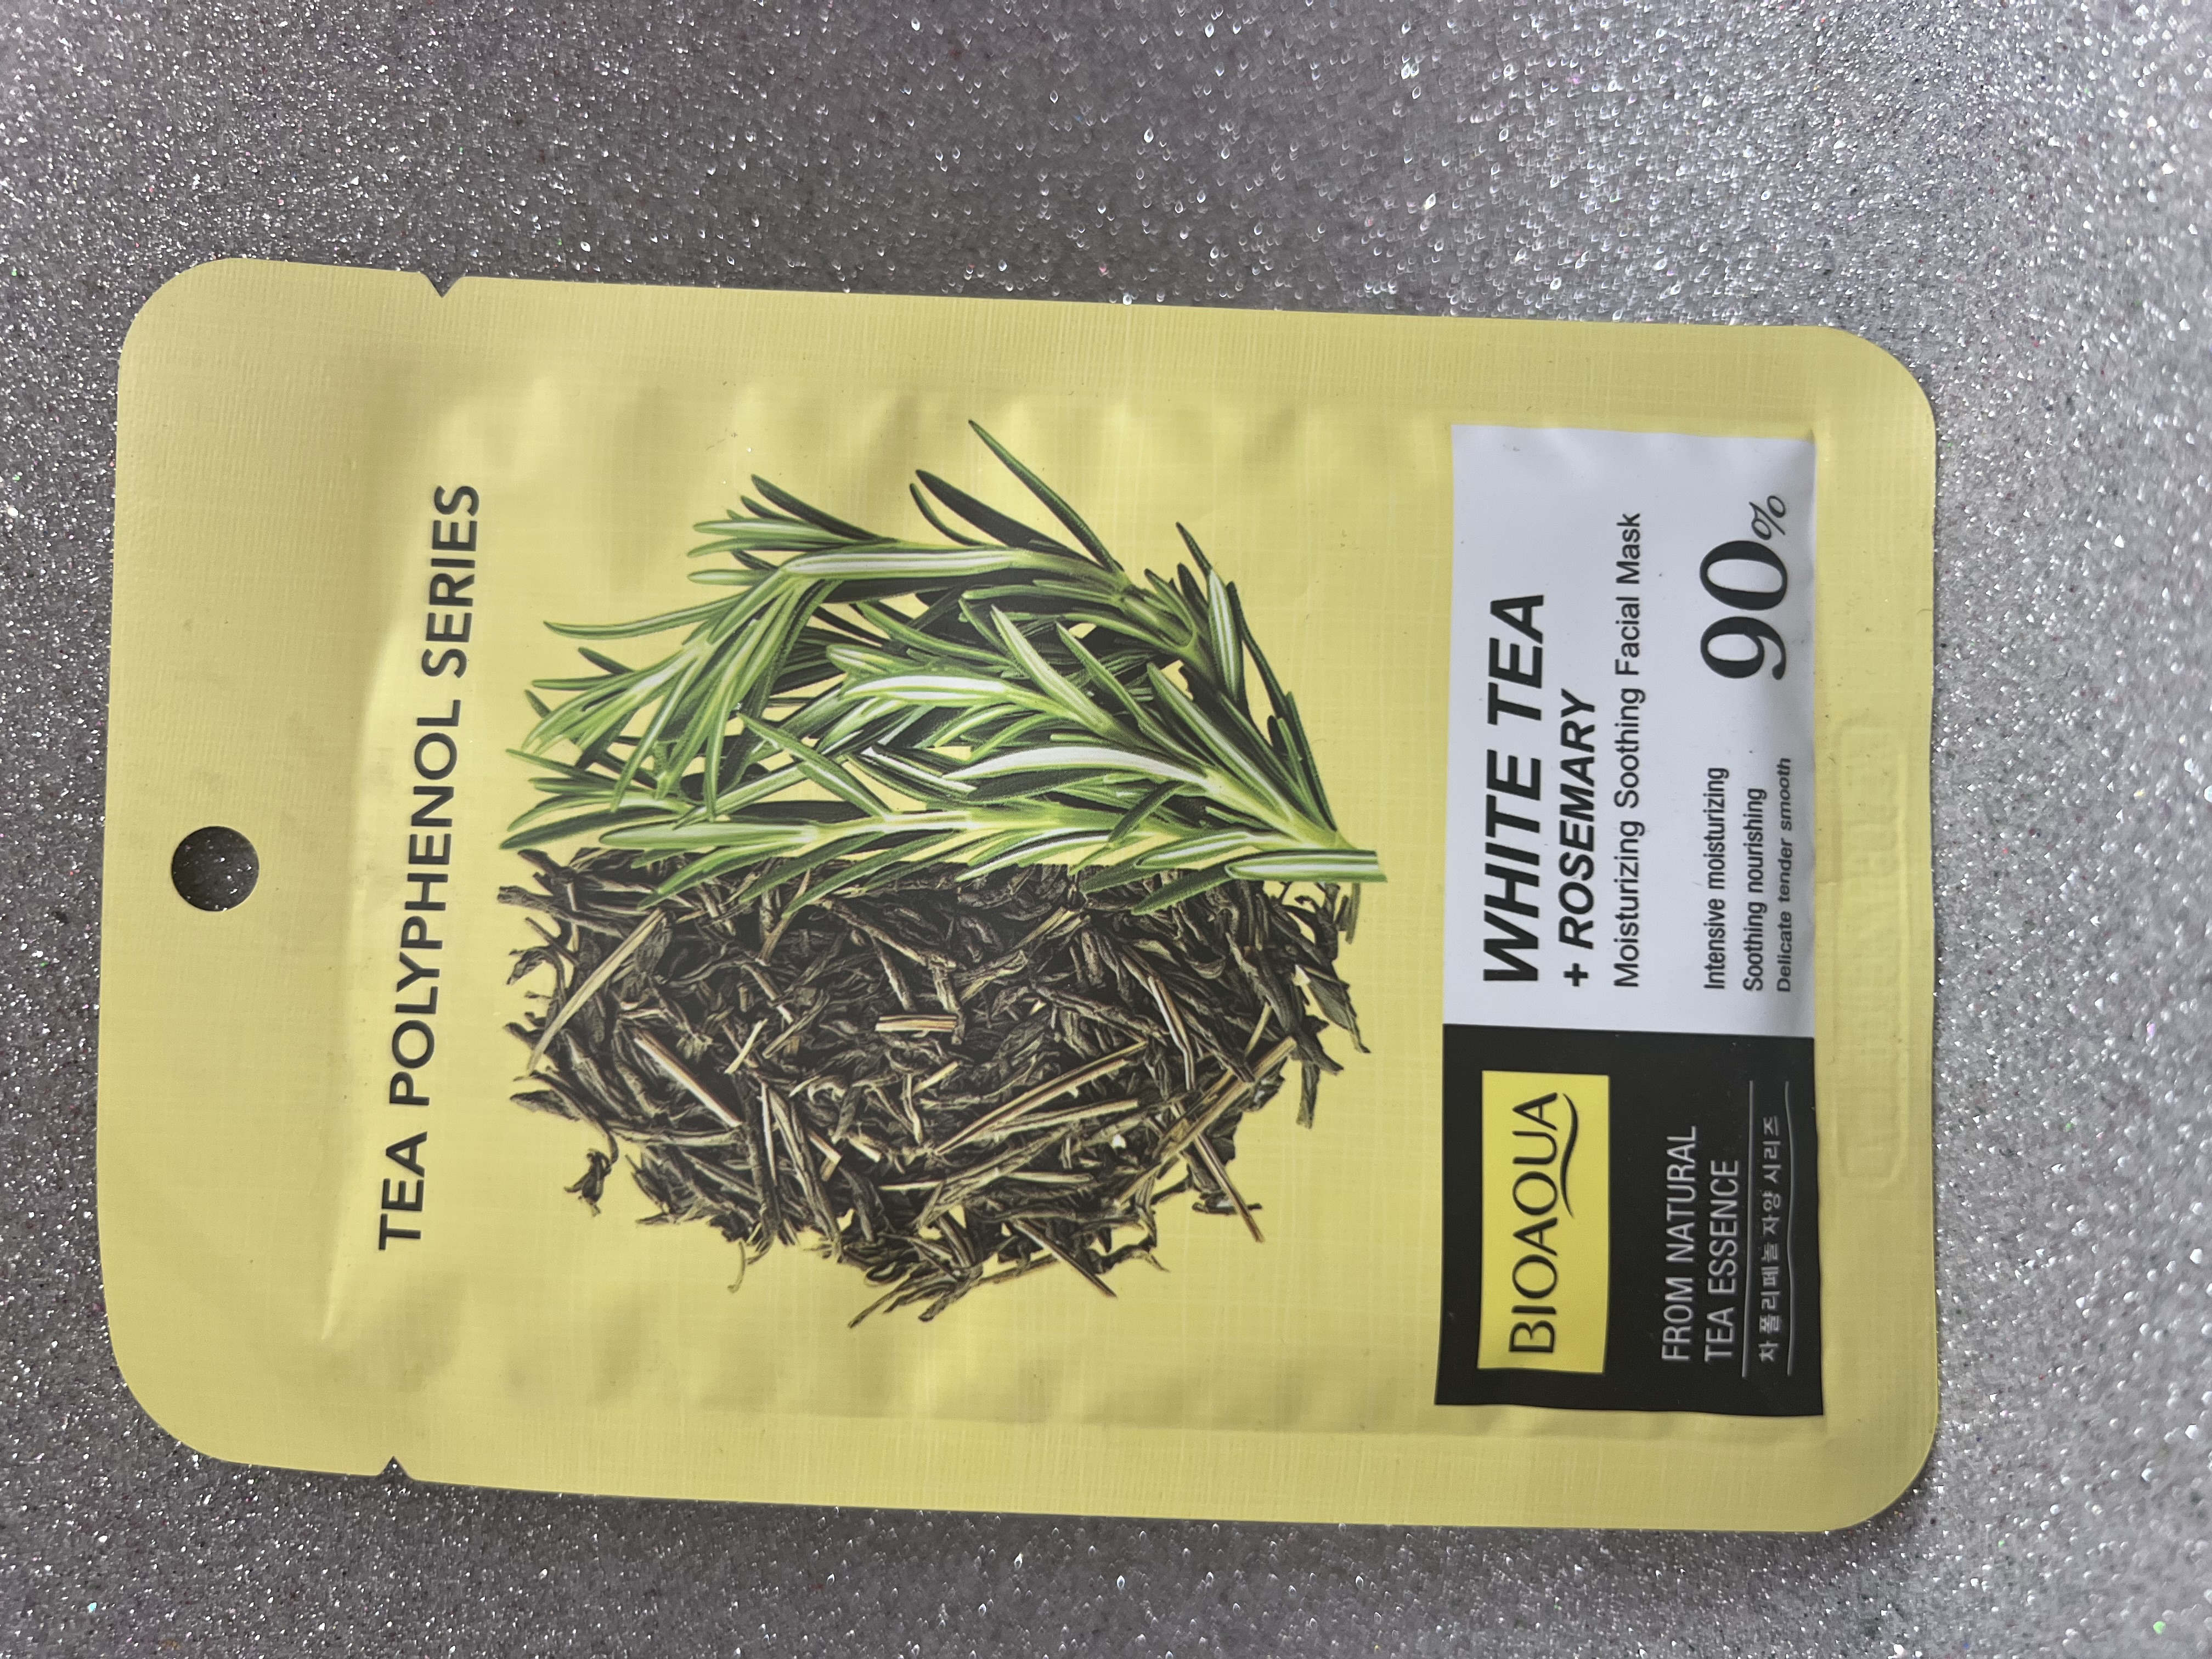 TEA POLYPHENOL SERIES
BIOAQUA
FROM NATURAL
TEA ESSENCE
차 폴리페놀 자양 시리즈
WHITE TEA
+ ROSEMARY
Moisturizing Soothing Facial Mask
Intensive moisturizing
Soothing nourishing
Delicate tender smooth
90%